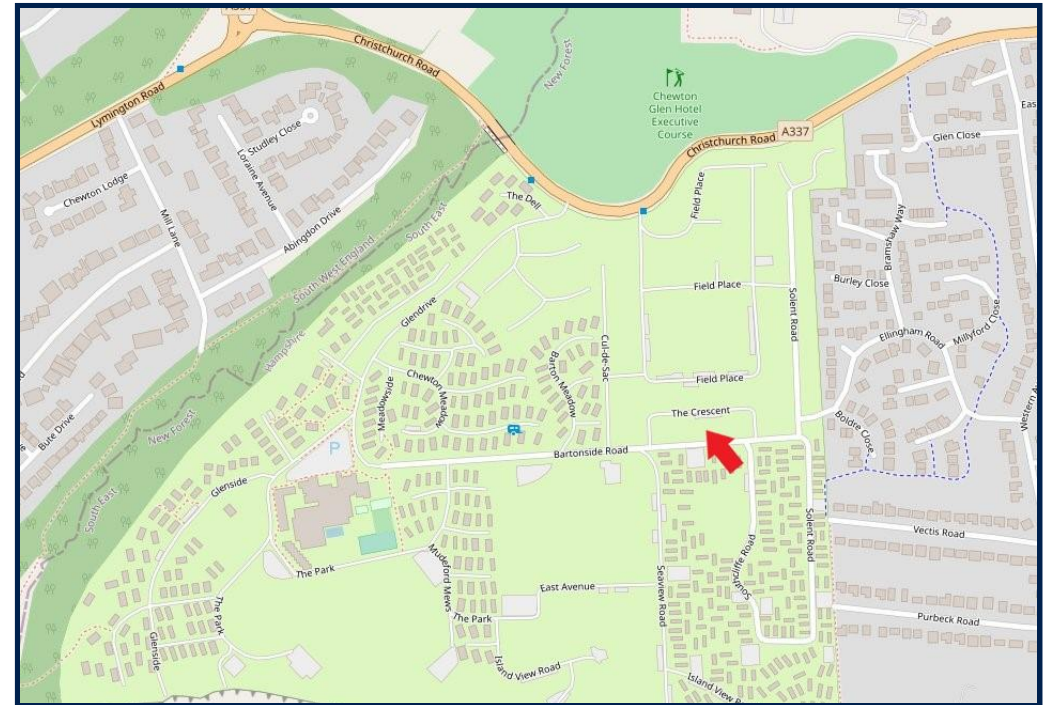 A337
Christchurch Road
Lymington Road
New Forest
Chewton
Glen Hotel
Executive
Course
Christchurch Road
A337
Studley Close
Loraine Avenue
Chewton Lodge
Mill Lane
Abingdon Drive
The Dell
Field Place
Glen Close
Bramshaw Way
South East
South West England
Hampshire
Glendrive
Field Place
Solent Road
Burley Close
Ellingham Road
Millyford Close
Cul-de-Sac
Barton Meadow
Chewton
Meadow
Meadowside
Field Place
The Crescent
Boldre Close
Bute Drive
New Forest
South East
P
Bartonside Road
Glenside
Solent Road
Vectis Road
The Park
Mudeford Mews
Southcliffe Road
East Avenue
Seaview Road
The Park
The Park
Glenside
Purbeck Road
Island View Road